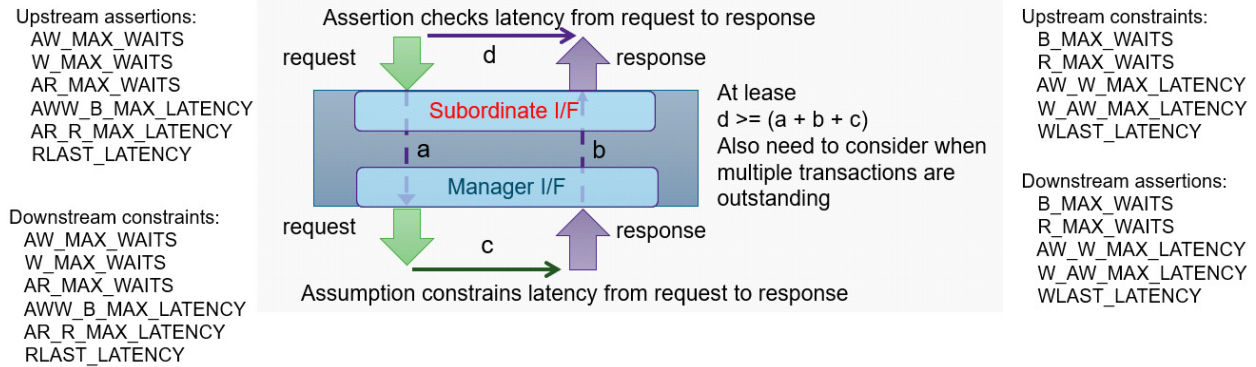 Upstream assertions:
AW_MAX_WAITS
W_MAX_WAITS
AR_MAX_WAITS
AWW_B_MAX_LATENCY
AR_R_MAX_LATENCY
RLAST_LATENCY
Downstream constraints:
AW_MAX_WAITS
W_MAX_WAITS
AR_MAX_WAITS
AWW_B_MAX_LATENCY
AR_R_MAX_LATENCY
RLAST_LATENCY
Assertion checks latency from request to response
request
d
response
Subordinate I/F
a
b
Manager I/F
request
response
c
Assumption constrains latency from request to response
At lease
d >= (a + b + c)
Also need to consider when
multiple transactions are
outstanding
Upstream constraints:
B_MAX_WAITS
R_MAX_WAITS
AW_W_MAX_LATENCY
W_AW_MAX_LATENCY
WLAST_LATENCY
Downstream assertions:
B_MAX_WAITS
R_MAX_WAITS
AW_W_MAX_LATENCY
W_AW_MAX_LATENCY
WLAST_LATENCY